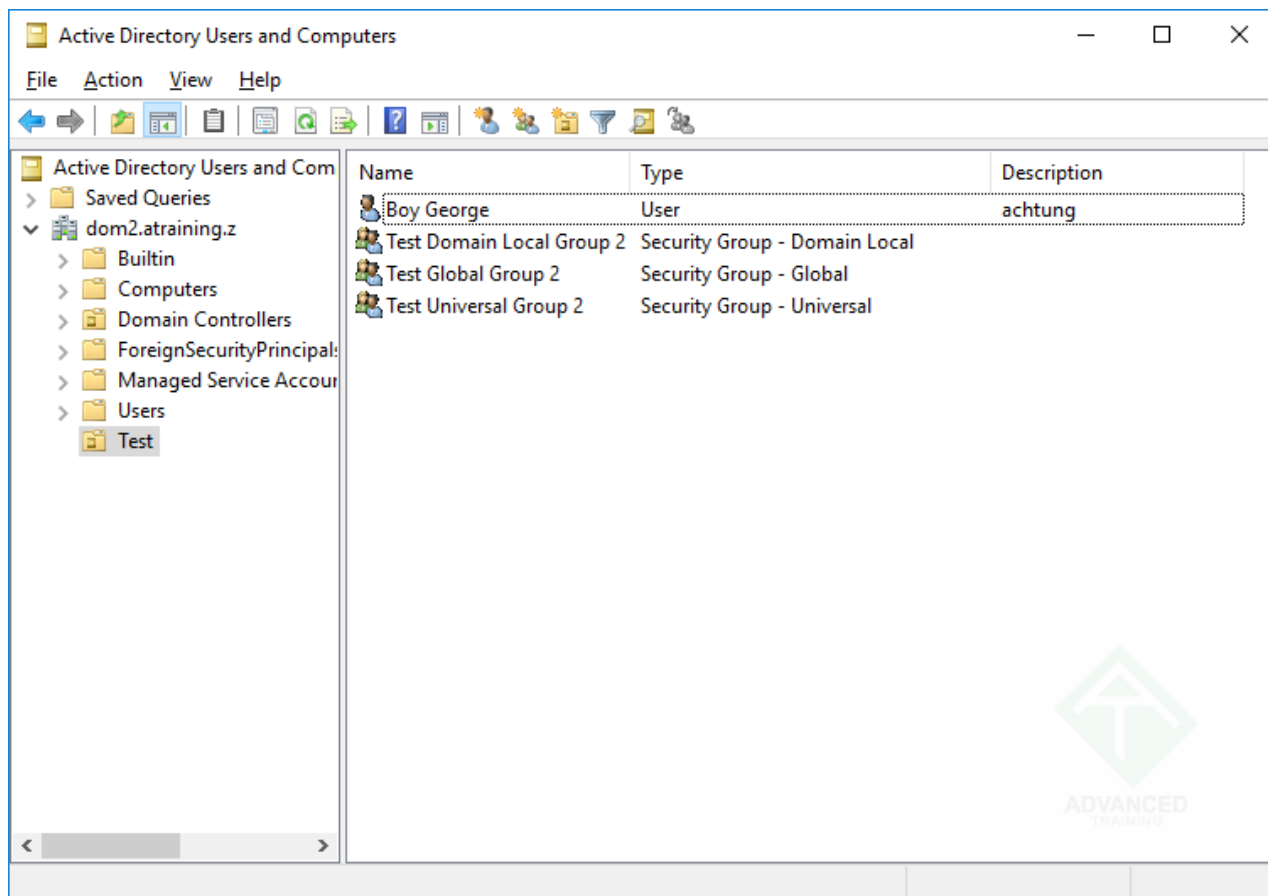 Active Directory Users and Computers
File Action View Help
Active Directory Users and Com
Saved Queries
dom2.atraining.z
Builtin
Computers
Domain Controllers
ForeignSecurityPrincipals
Managed Service Accour
Users
Test
Name Type Description
Boy George User achtung
Test Domain Local Group 2 Security Group - Domain Local
Test Global Group 2 Security Group - Global
Test Universal Group 2 Security Group - Universal
ADVANCED
TRAINING